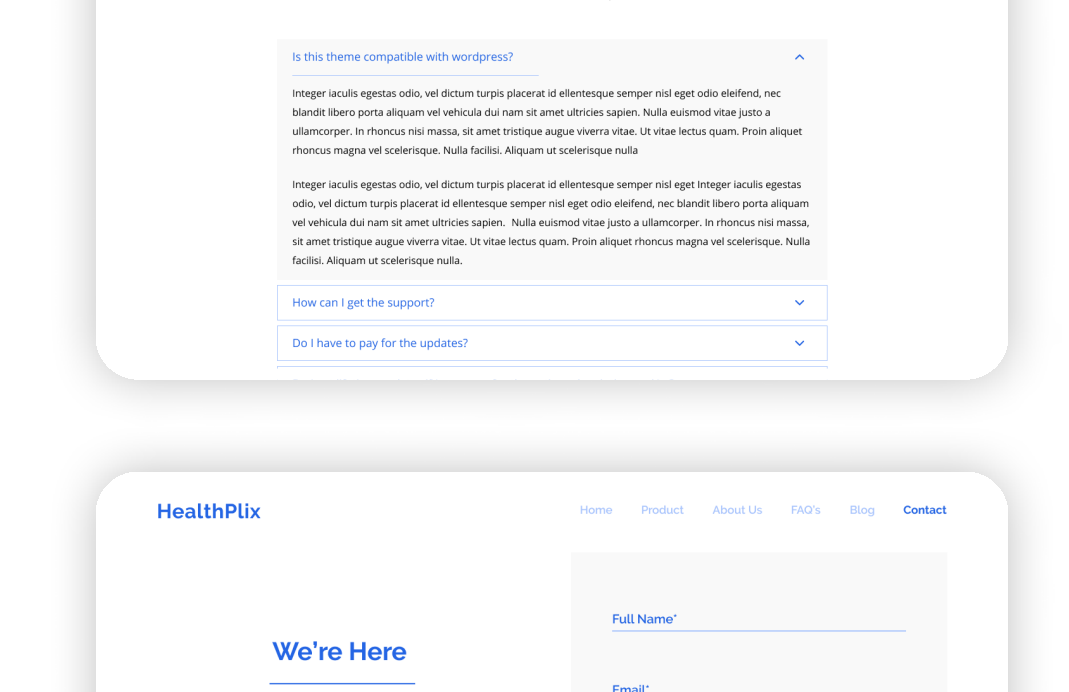 Is this theme compatible with wordpress?
Integer iaculis egestas odio, vel dictum turpis placerat id ellentesque semper nisl eget odio eleifend, nec
blandit libero porta aliquam vel vehicula dui nam sit amet ultricies sapien. Nulla euismod vitae justo a
ullamcorper. In rhoncus nisi massa, sit amet tristique augue viverra vitae. Ut vitae lectus quam. Proin aliquet
rhoncus magna vel scelerisque. Nulla facilisi. Aliquam ut scelerisque nulla
Integer iaculis egestas odio, vel dictum turpis placerat id ellentesque semper nisl eget Integer iaculis egestas
odio, vel dictum turpis placerat id ellentesque semper nisl eget odio eleifend, nec blandit libero porta aliquam
vel vehicula dui nam sit amet ultricies sapien.  Nulla euismod vitae justo a ullamcorper. In rhoncus nisi massa,
sit amet tristique augue viverra vitae. Ut vitae lectus quam. Proin aliquet rhoncus magna vel scelerisque. Nulla
facilisi. Aliquam ut scelerisque nulla.
How can I get the support?
Do I have to pay for the updates?
HealthPlix
Home Product About Us FAQ's Blog Contact
Full Name*
We're Here
Email*